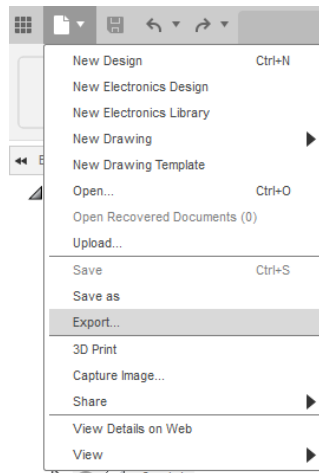 New Design Ctrl+N
New Electronics Design
New Electronics Library
New Drawing
New Drawing Template
Open... Ctrl+O
Open Recovered Documents (0)
Upload...
Save Ctrl+S
Save as
Export...
3D Print
Capture Image...
Share
View Details on Web
View